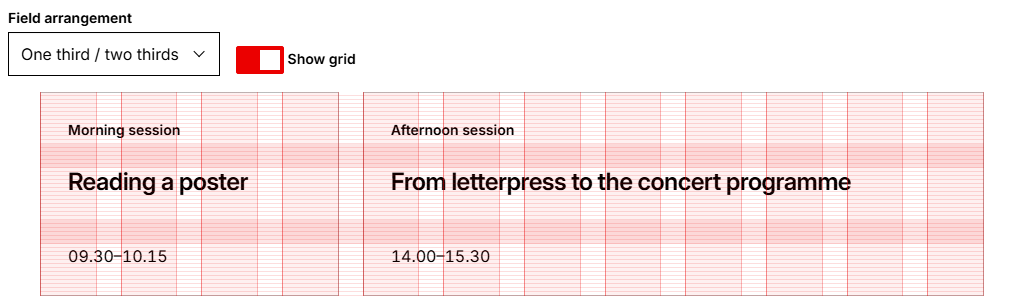 Field arrangement
One third / two thirds
Show grid
Morning session
Reading a poster
09.30–10.15
Afternoon session
From letterpress to the concert programme
14.00–15.30